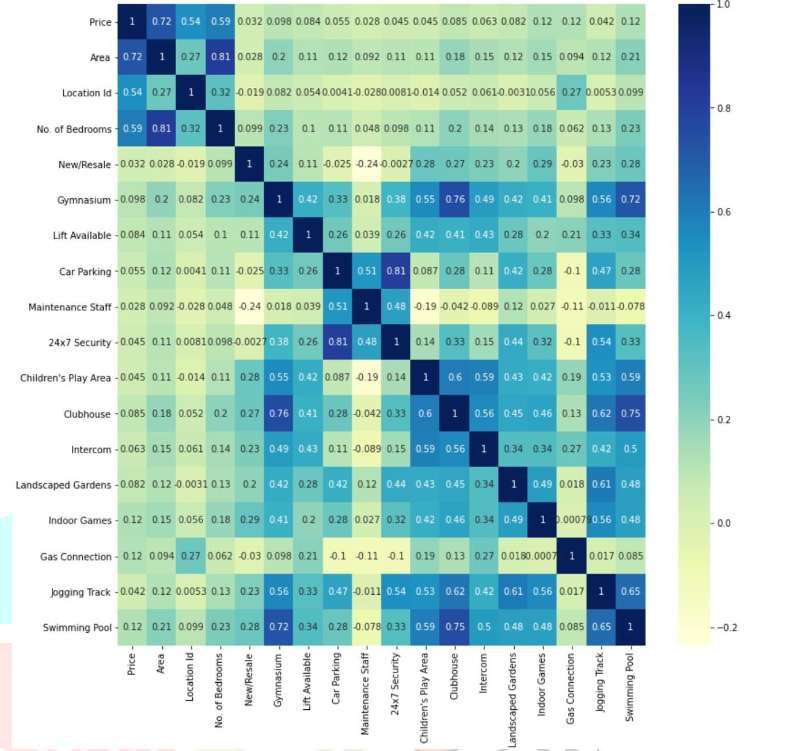 Price 1 0.72 0.54 0.59 0.032 0.098 0.084 0.055 0.028 0.045 0.045 0.085 0.063 0.082 0.12 0.12 0.042 0.12
Area 0.72 1 0.27 0.81 0.028 0.2 0.11 0.12 0.092 0.11 0.11 0.18 0.15 0.12 0.15 0.094 0.12 0.21
Location Id 0.54 0.27 1 0.32 -0.019 0.082 0.054 0.0041 -0.028 0.0081 -0.014 0.052 0.061 -0.0031 0.056 0.27 0.0053 0.099
No. of Bedrooms 0.59 0.81 0.32 1 0.099 0.23 0.1 0.11 0.048 0.098 0.11 0.2 0.14 0.13 0.18 0.062 0.13 0.23
New/Resale 0.032 0.028 -0.019 0.099 1 0.24 0.11 -0.025 -0.24 -0.0027 0.28 0.27 0.23 0.2 0.29 -0.03 0.23 0.28
Gymnasium 0.098 0.2 0.082 0.23 0.24 1 0.42 0.33 0.018 0.38 0.55 0.76 0.49 0.42 0.41 0.098 0.56 0.72
Lift Available 0.084 0.11 0.054 0.1 0.11 0.42 1 0.26 0.039 0.26 0.42 0.41 0.43 0.28 0.2 0.21 0.33 0.34
Car Parking 0.055 0.12 0.0041 0.11 -0.025 0.33 0.26 1 0.51 0.81 0.087 0.28 0.11 0.42 0.28 -0.1 0.47 0.28
Maintenance Staff 0.028 0.092 -0.028 0.048 -0.24 0.018 0.039 0.51 1 0.48 -0.19 -0.042 -0.089 0.12 0.027 -0.11 -0.011 -0.078
24x7 Security 0.045 0.11 0.0081 0.098 -0.0027 0.38 0.26 0.81 0.48 1 0.14 0.33 0.15 0.44 0.32 -0.1 0.54 0.33
Children's Play Area 0.045 0.11 -0.014 0.11 0.28 0.55 0.42 0.087 -0.19 0.14 1 0.6 0.59 0.43 0.42 0.19 0.53 0.59
Clubhouse 0.085 0.18 0.052 0.2 0.27 0.76 0.41 0.28 -0.042 0.33 0.6 1 0.56 0.45 0.46 0.13 0.62 0.75
Intercom 0.063 0.15 0.061 0.14 0.23 0.49 0.43 0.11 -0.089 0.15 0.59 0.56 1 0.34 0.34 0.27 0.42 0.5
Landscaped Gardens 0.082 0.12 -0.0031 0.13 0.2 0.42 0.28 0.42 0.12 0.44 0.43 0.45 0.34 1 0.49 0.018 0.61 0.48
Indoor Games 0.12 0.15 0.056 0.18 0.29 0.41 0.2 0.28 0.027 0.32 0.42 0.46 0.34 0.49 1 0.56 0.48
Gas Connection 0.12 0.094 0.27 0.062 -0.03 0.098 0.21 -0.1 -0.11 -0.1 0.19 0.13 0.27 0.018 1 0.017 0.085
Jogging Track 0.042 0.12 0.0053 0.13 0.23 0.56 0.33 0.47 -0.011 0.54 0.53 0.62 0.42 0.61 0.56 0.017 1 0.65
Swimming Pool 0.12 0.21 0.099 0.23 0.28 0.72 0.34 0.28 -0.078 0.33 0.59 0.75 0.5 0.48 0.48 0.085 0.65 1
Price Area Location Id No. of Bedrooms New/Resale Gymnasium Lift Available Car Parking Maintenance Staff 24x7 Security Children's Play Area Clubhouse Intercom Landscaped Gardens Indoor Games Gas Connection Jogging Track Swimming Pool
1.0
0.8
0.6
0.4
0.2
0.0
−0.2